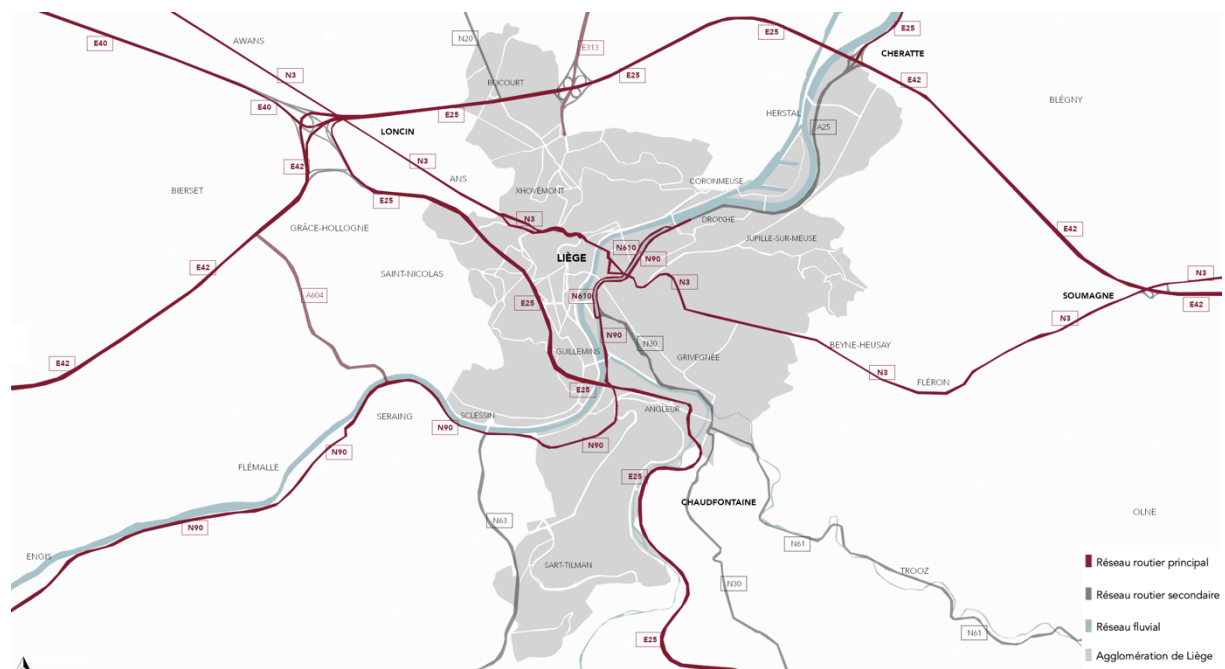 E25
E25
E40
N20
AWANS
E313
CHERATTE
N3
E25
ROCOURT
E42
E40
BLÉGNY
E25
HERSTAL
A25
LONCIN
N3
E42
ANS
CORONMEUSE
BIERSET
XHOVÉMONT
E25
N3
DROIXHE
GRÂCE-HOLLOGNE
JUPILLE-SUR-MEUSE
N610
E42
LIÈGE
N90
E42
SAINT-NICOLAS
N3
N3
A604
N610
SOUMAGNE
E42
E25
N3
N90
N30
BEYNE-HEUSAY
GUILLEMINS
GRIVEGNÉE
E42
N3
FLÉRON
E25
ANGLEUR
SERAING
SCLESSIN
N90
N90
N90
FLÉMALLE
E25
CHAUDFONTAINE
OLNE
N90
N63
N61
ENGIS
SART-TILMAN
Réseau routier principal
TROOZ
N30
Réseau routier secondaire
Réseau fluvial
N61
E25
Agglomération de Liège